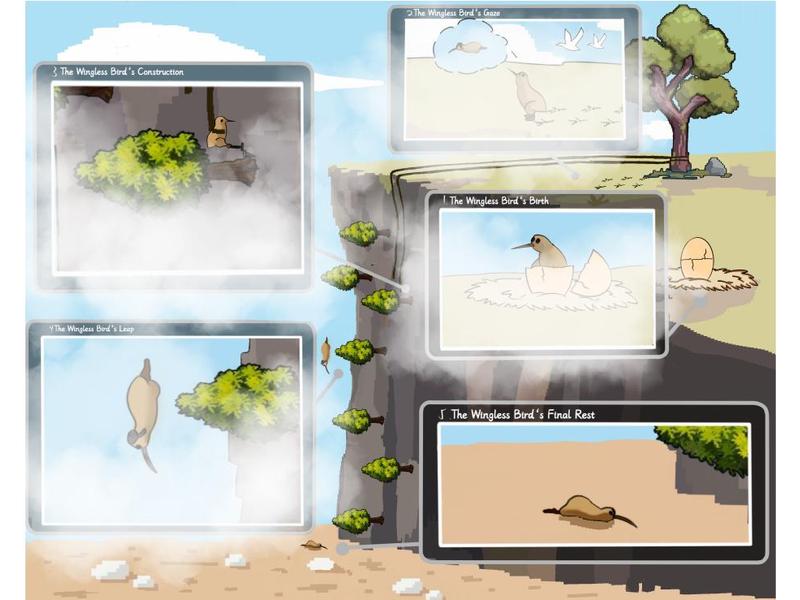 2 The Wingless Bird's Gaze
3 The Wingless Bird's Construction
1 The Wingless Bird's Birth
4 The Wingless Bird's Leap
5 The Wingless Bird's Final Rest